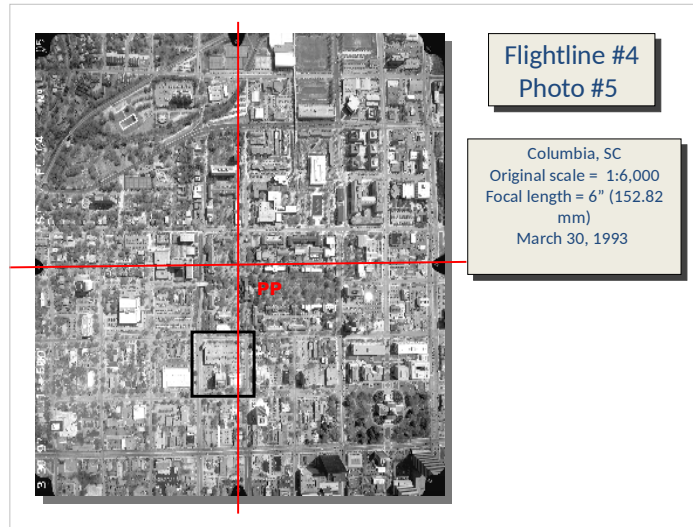 Flightline #4
Photo #5
Columbia, SC
Original scale =  1:6,000
Focal length = 6” (152.82
mm)
March 30, 1993
PP